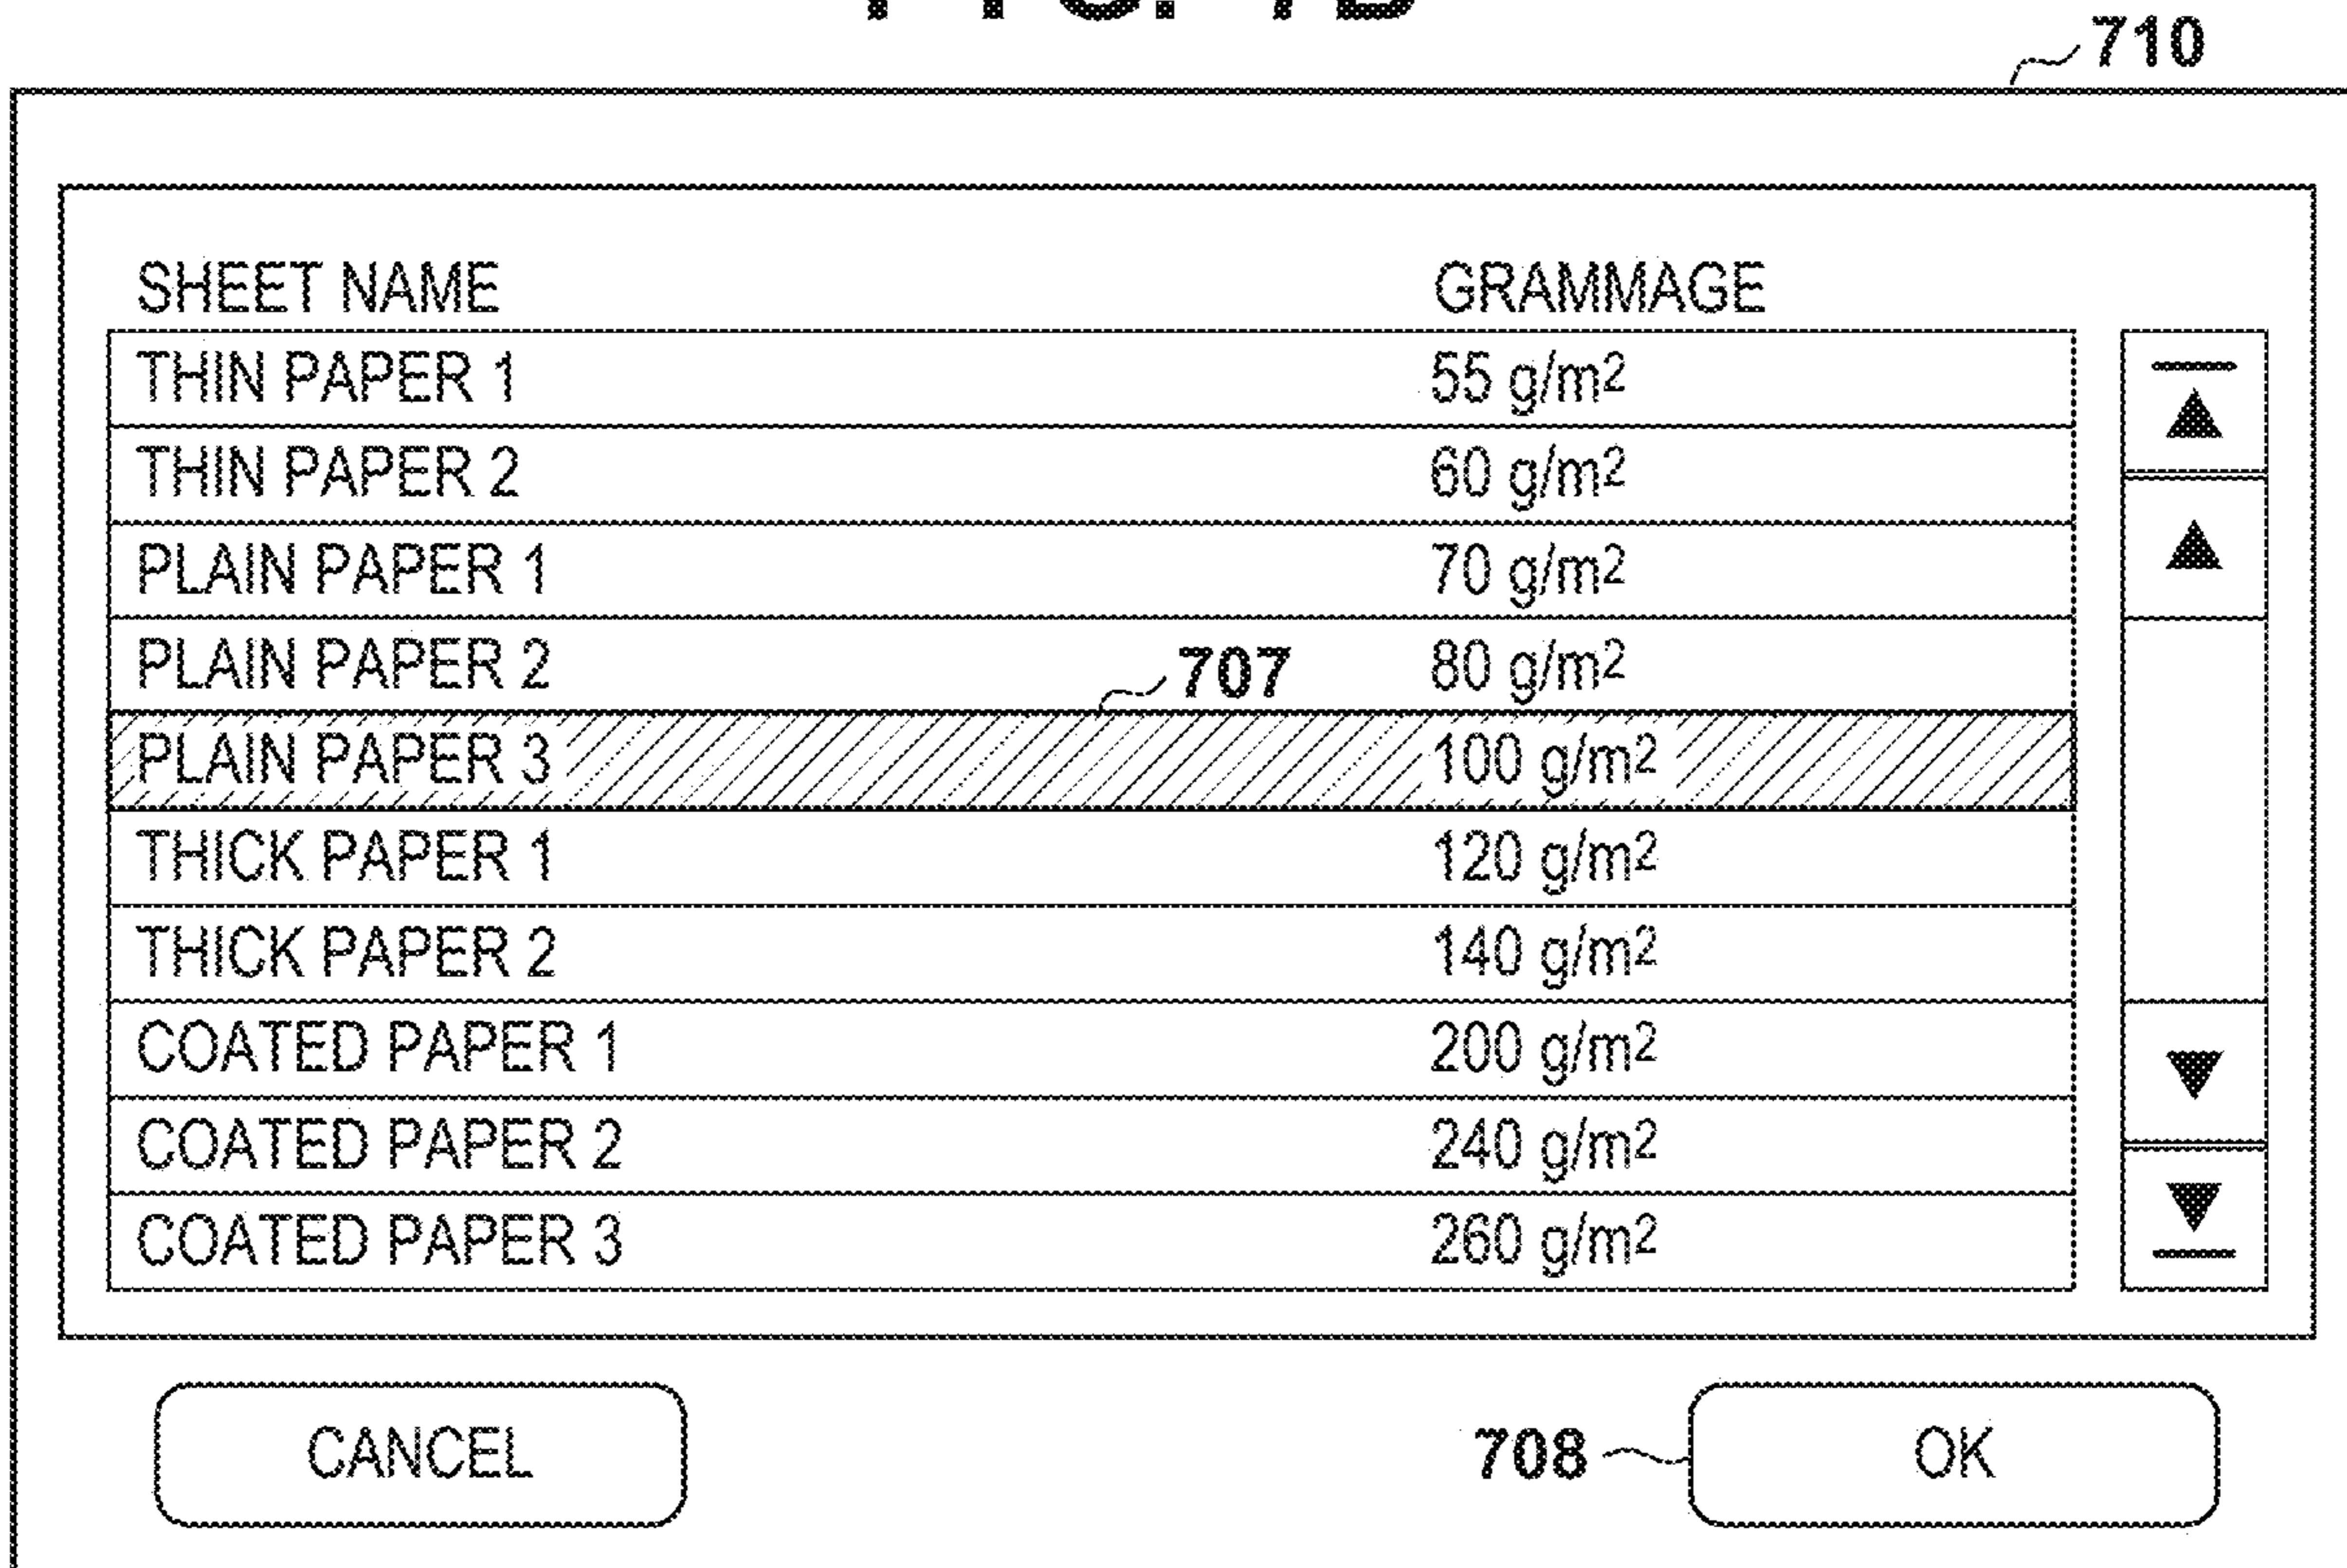 710
SHEET NAME GRAMMAGE
THIN PAPER 1 55 g/m2
THIN PAPER 2 60 g/m2
PLAIN PAPER 1 70 g/m2
PLAIN PAPER 2 80 g/m2
707
PLAIN PAPER 3 100 g/m2
THICK PAPER 1 120 g/m2
THICK PAPER 2 140 g/m2
COATED PAPER 1 200 g/m2
COATED PAPER 2 240 g/m2
COATED PAPER 3 260 g/m2
CANCEL 708 OK